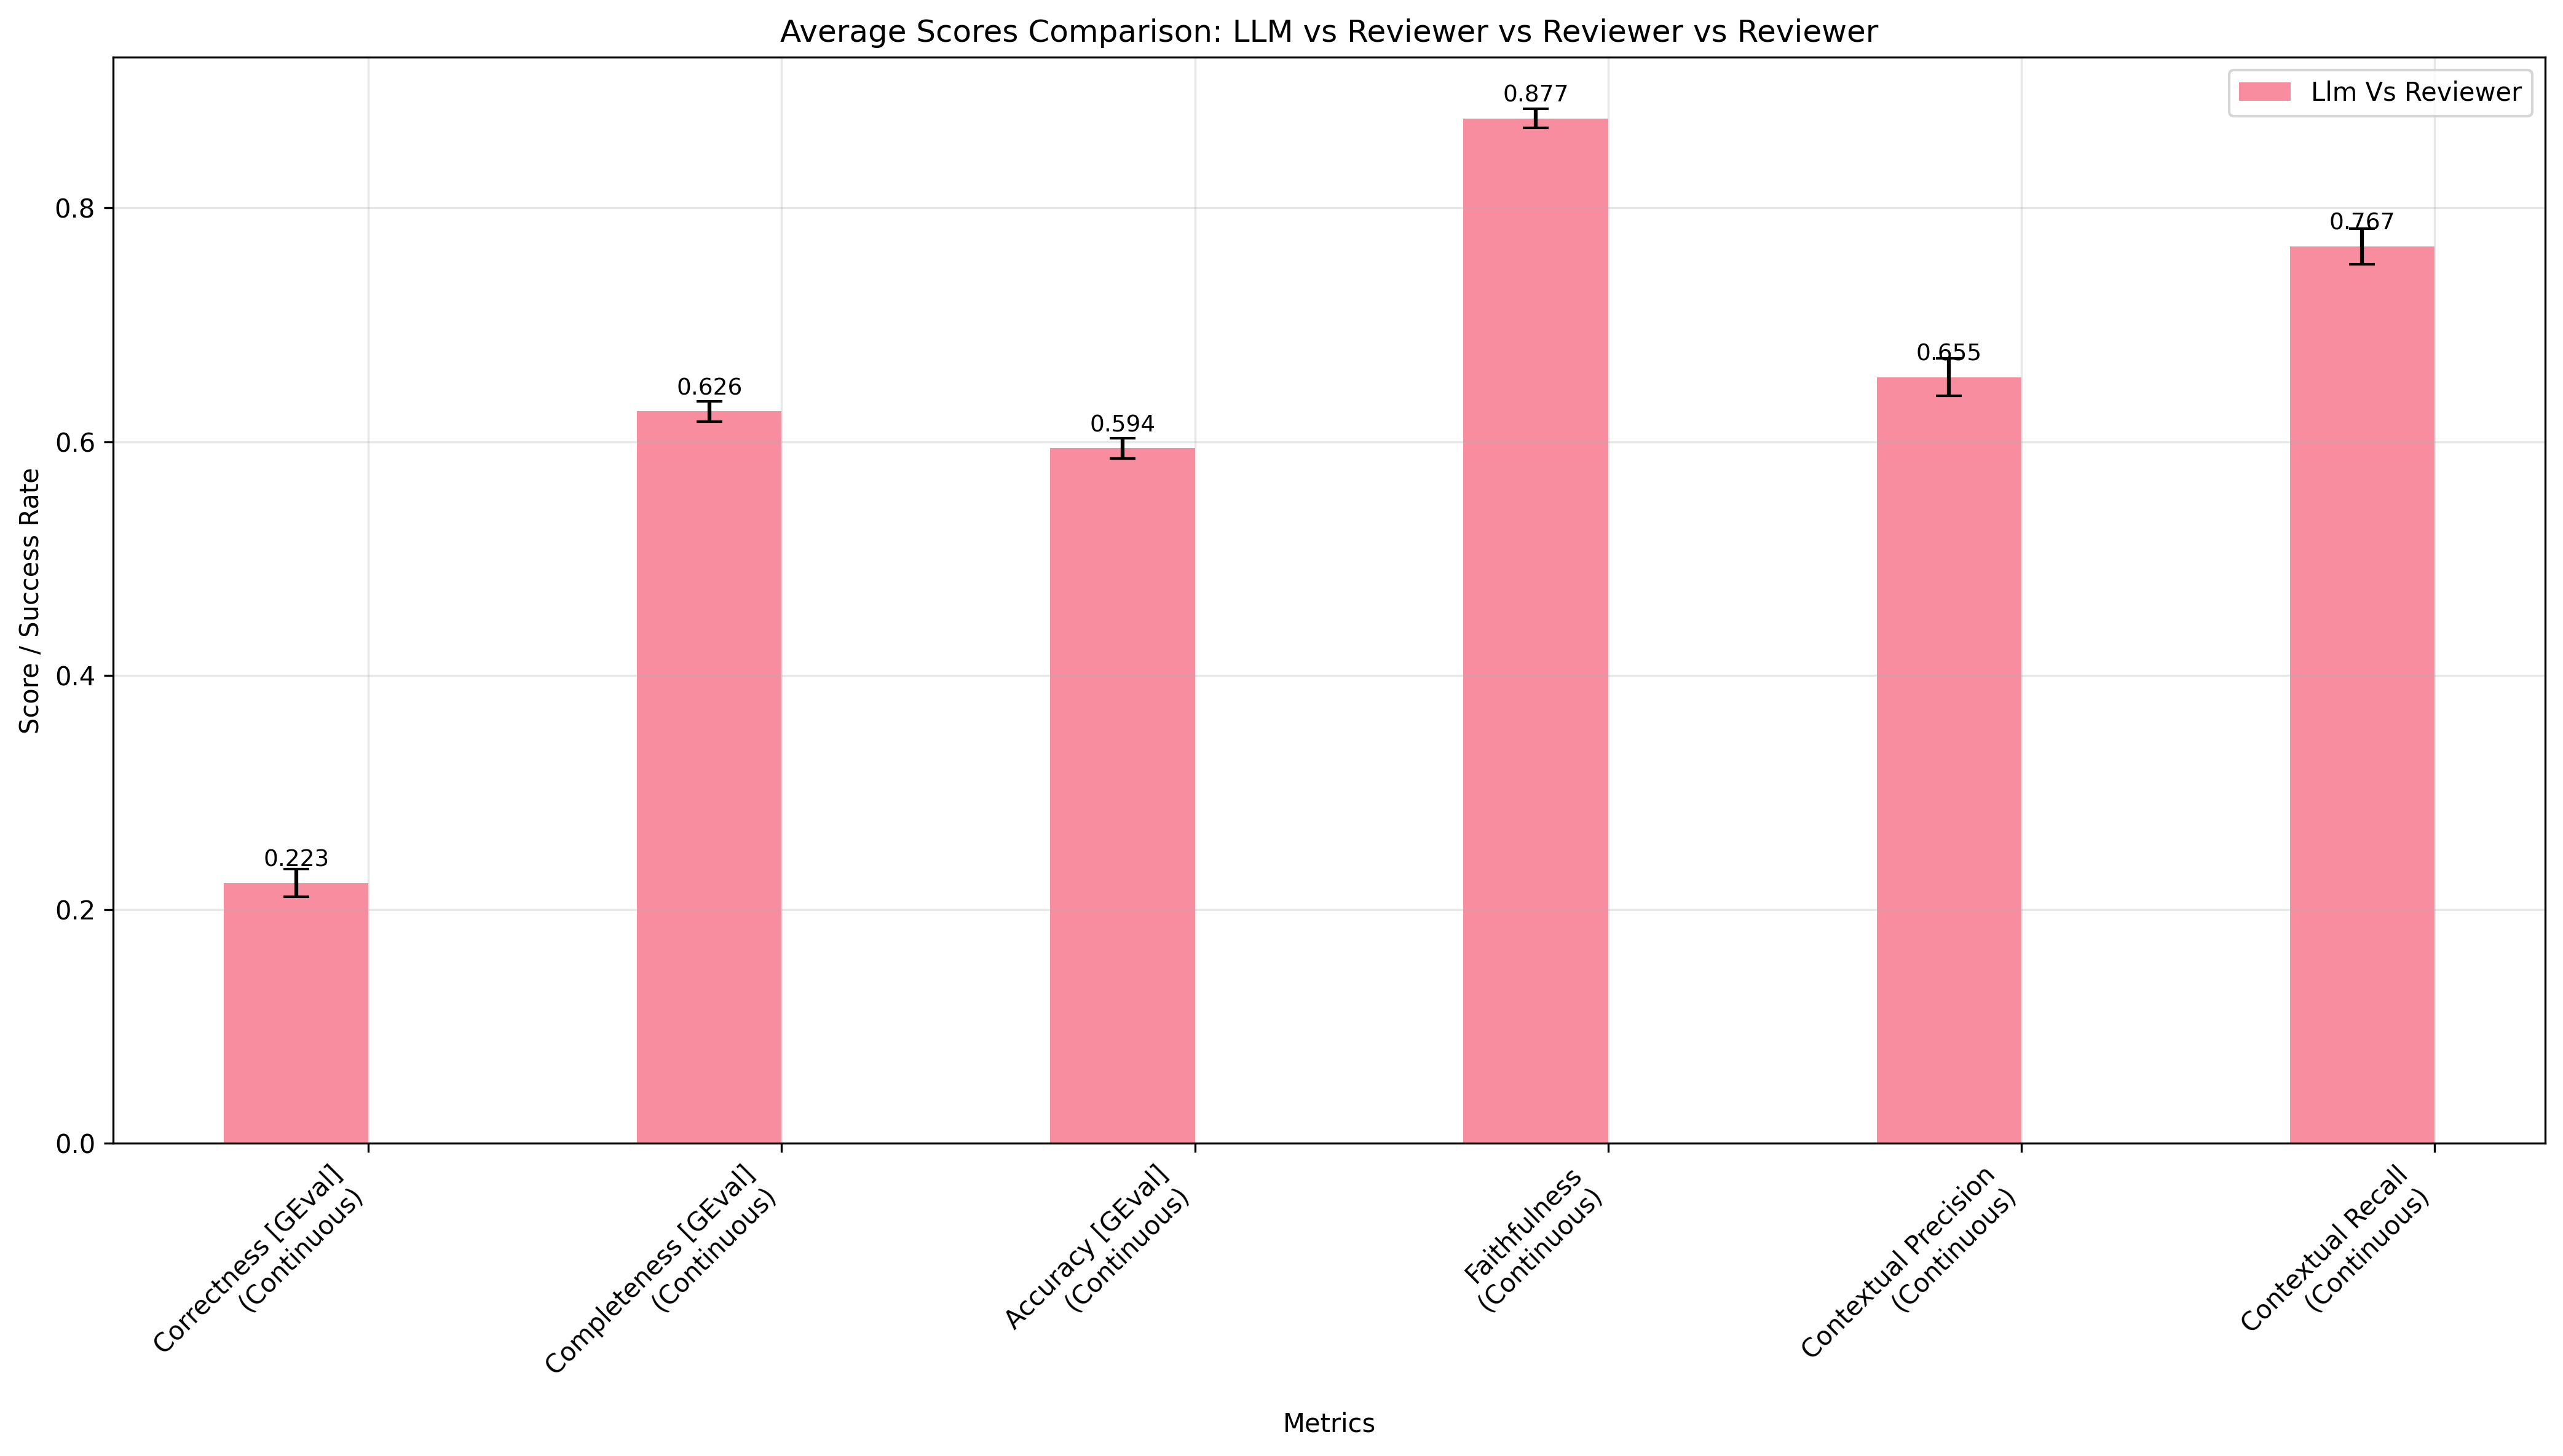 Average Scores Comparison: LLM vs Reviewer vs Reviewer vs Reviewer
Llm Vs Reviewer
Score / Success Rate
0.8
0.6
0.4
0.2
0.0
0.223
0.626
0.594
0.877
0.655
0.767
Correctness [GEval]
(Continuous)
Completeness [GEval]
(Continuous)
Accuracy [GEval]
(Continuous)
Faithfulness
(Continuous)
Contextual Precision
(Continuous)
Contextual Recall
(Continuous)
Metrics